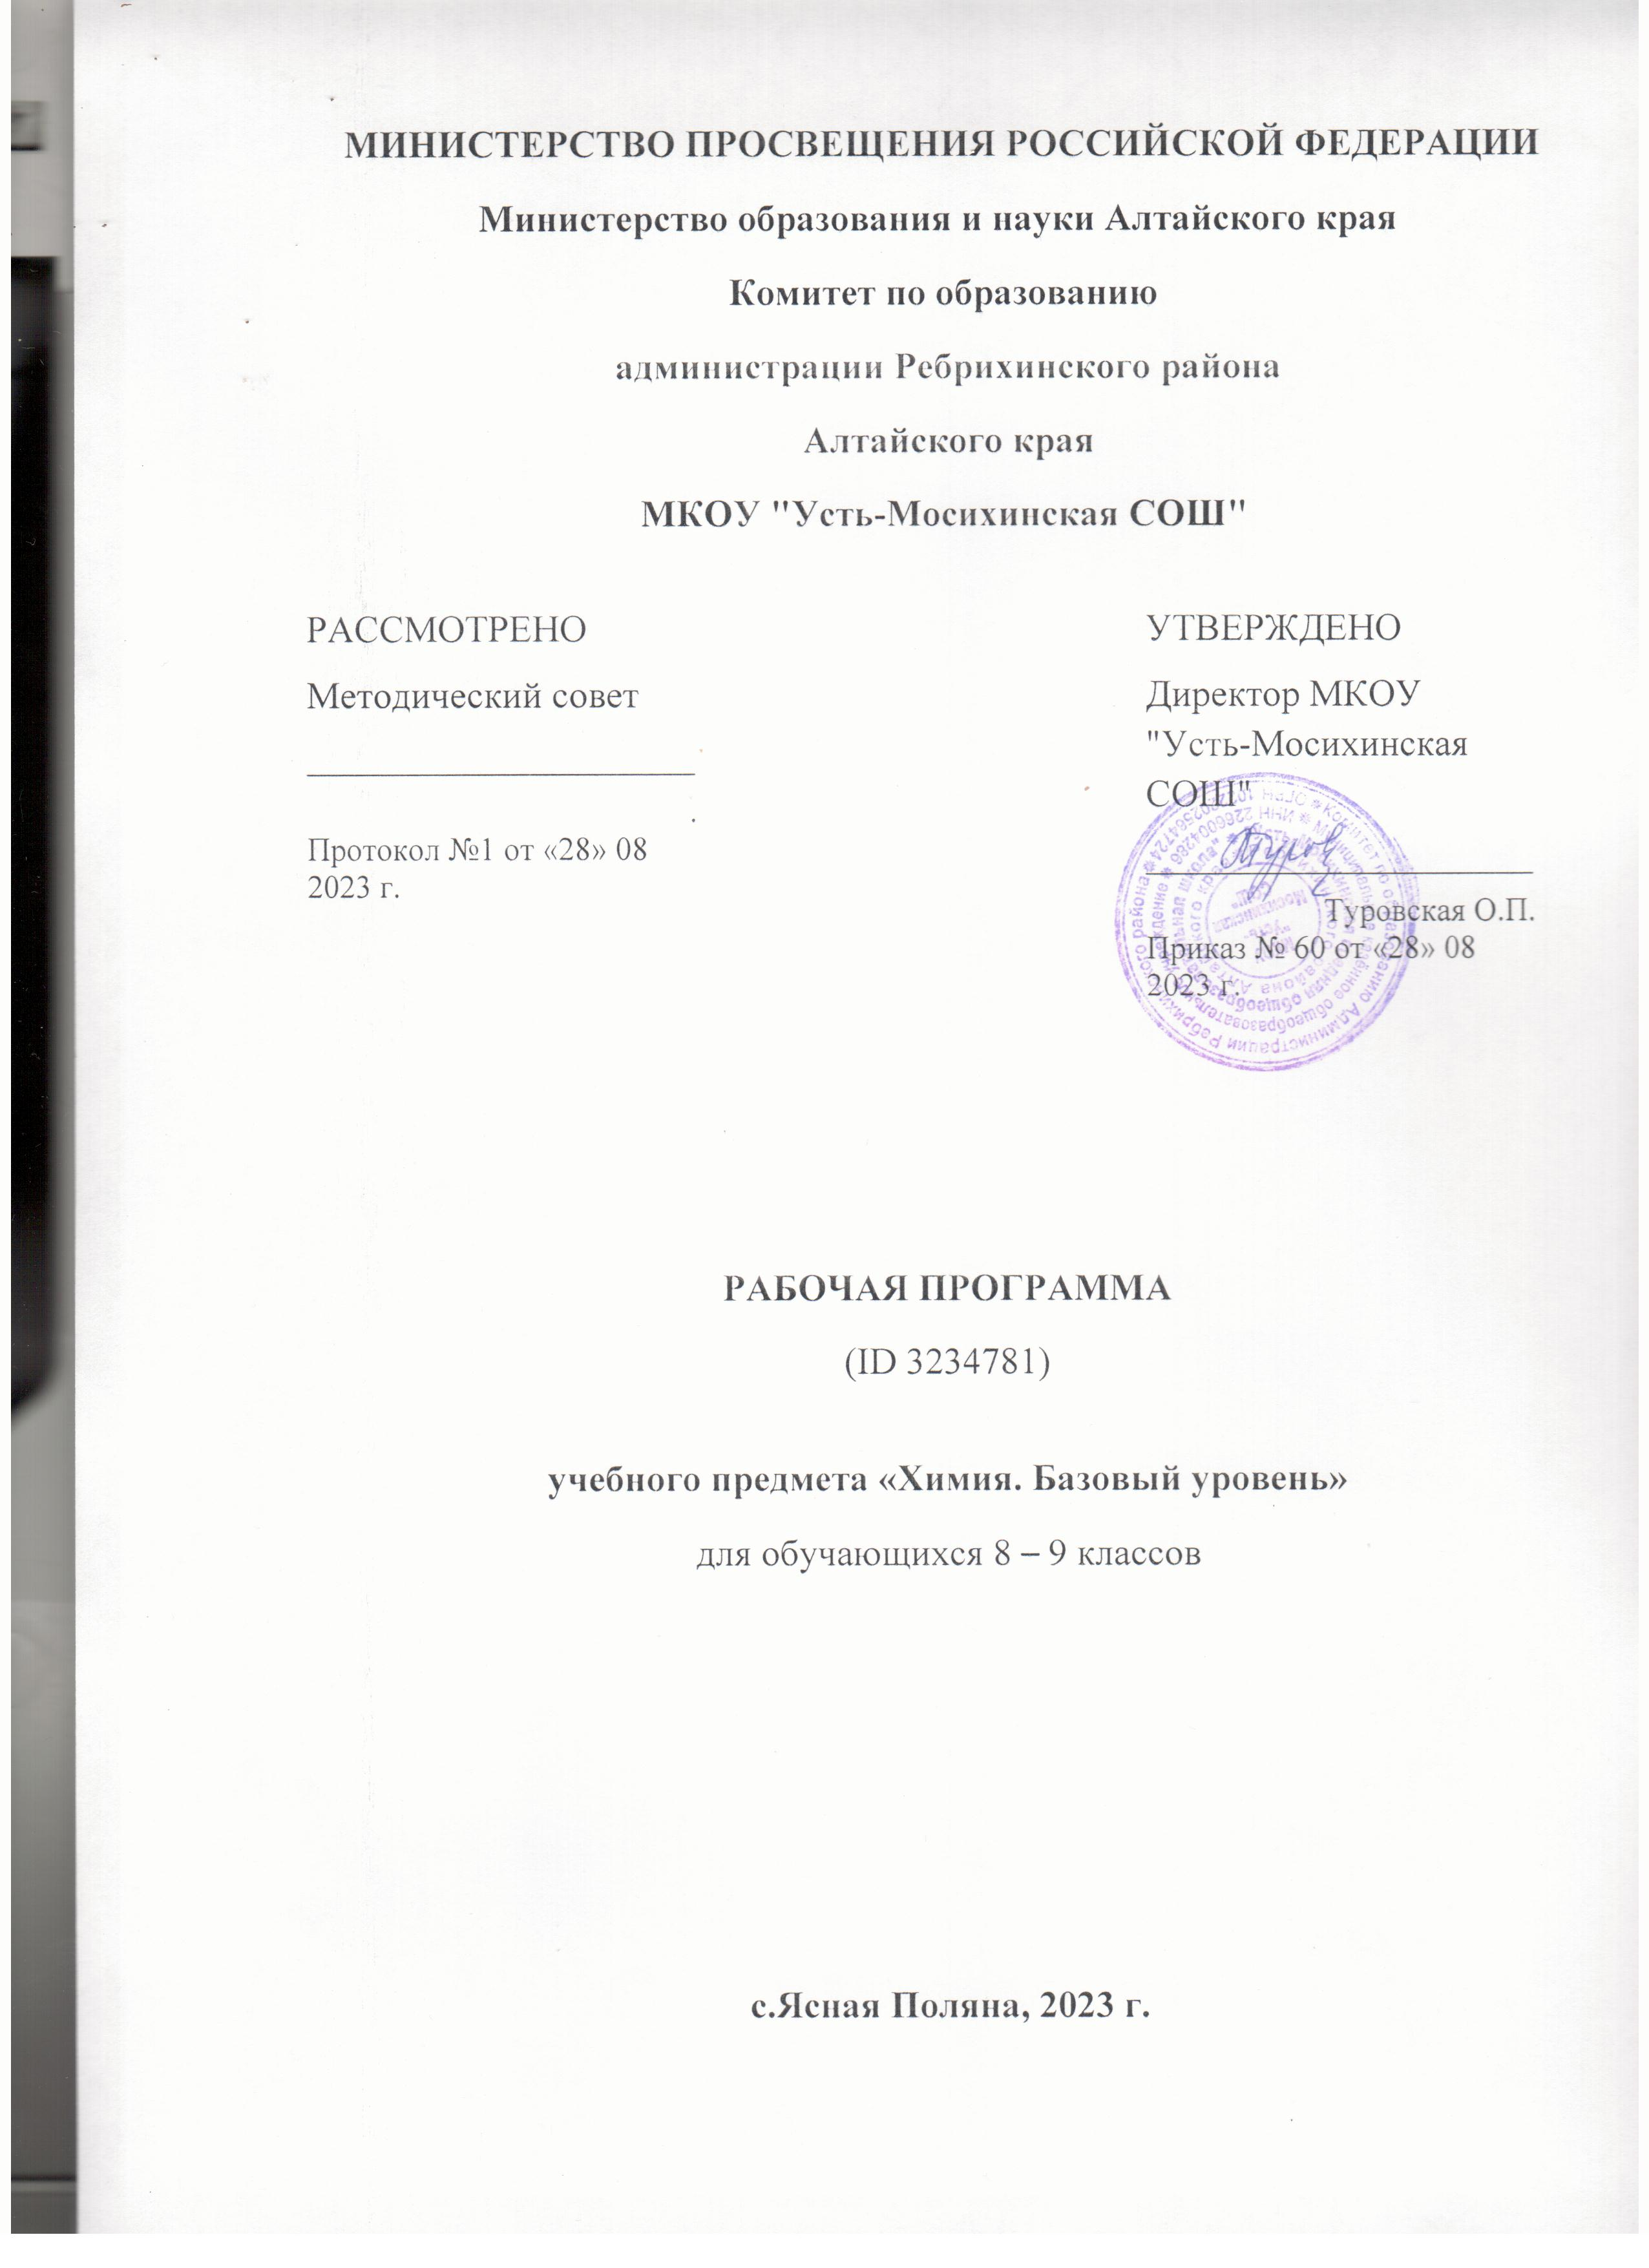 МИНИСТЕРСТВО ПРОСВЕЩЕНИЯ РОССИЙСКОЙ ФЕДЕРАЦИИ
Министерство образования и науки Алтайского края
Комитет по образованию
администрации Ребрихинского района
Алтайского края
МКОУ "Усть-Мосихинская СОШ"
РАССМОТРЕНО
Методический совет
Протокол №1 от «28» 08
2023 г.
УТВЕРЖДЕНО
Директор МКОУ
"Усть-Мосихинская
СОШ"
Туровская О.П.
Приказ № 60 от «28» 08
2023 г.
РАБОЧАЯ ПРОГРАММА
(ID 3234781)
учебного предмета «Химия. Базовый уровень»
для обучающихся 8 – 9 классов
с.Ясная Поляна, 2023 г.